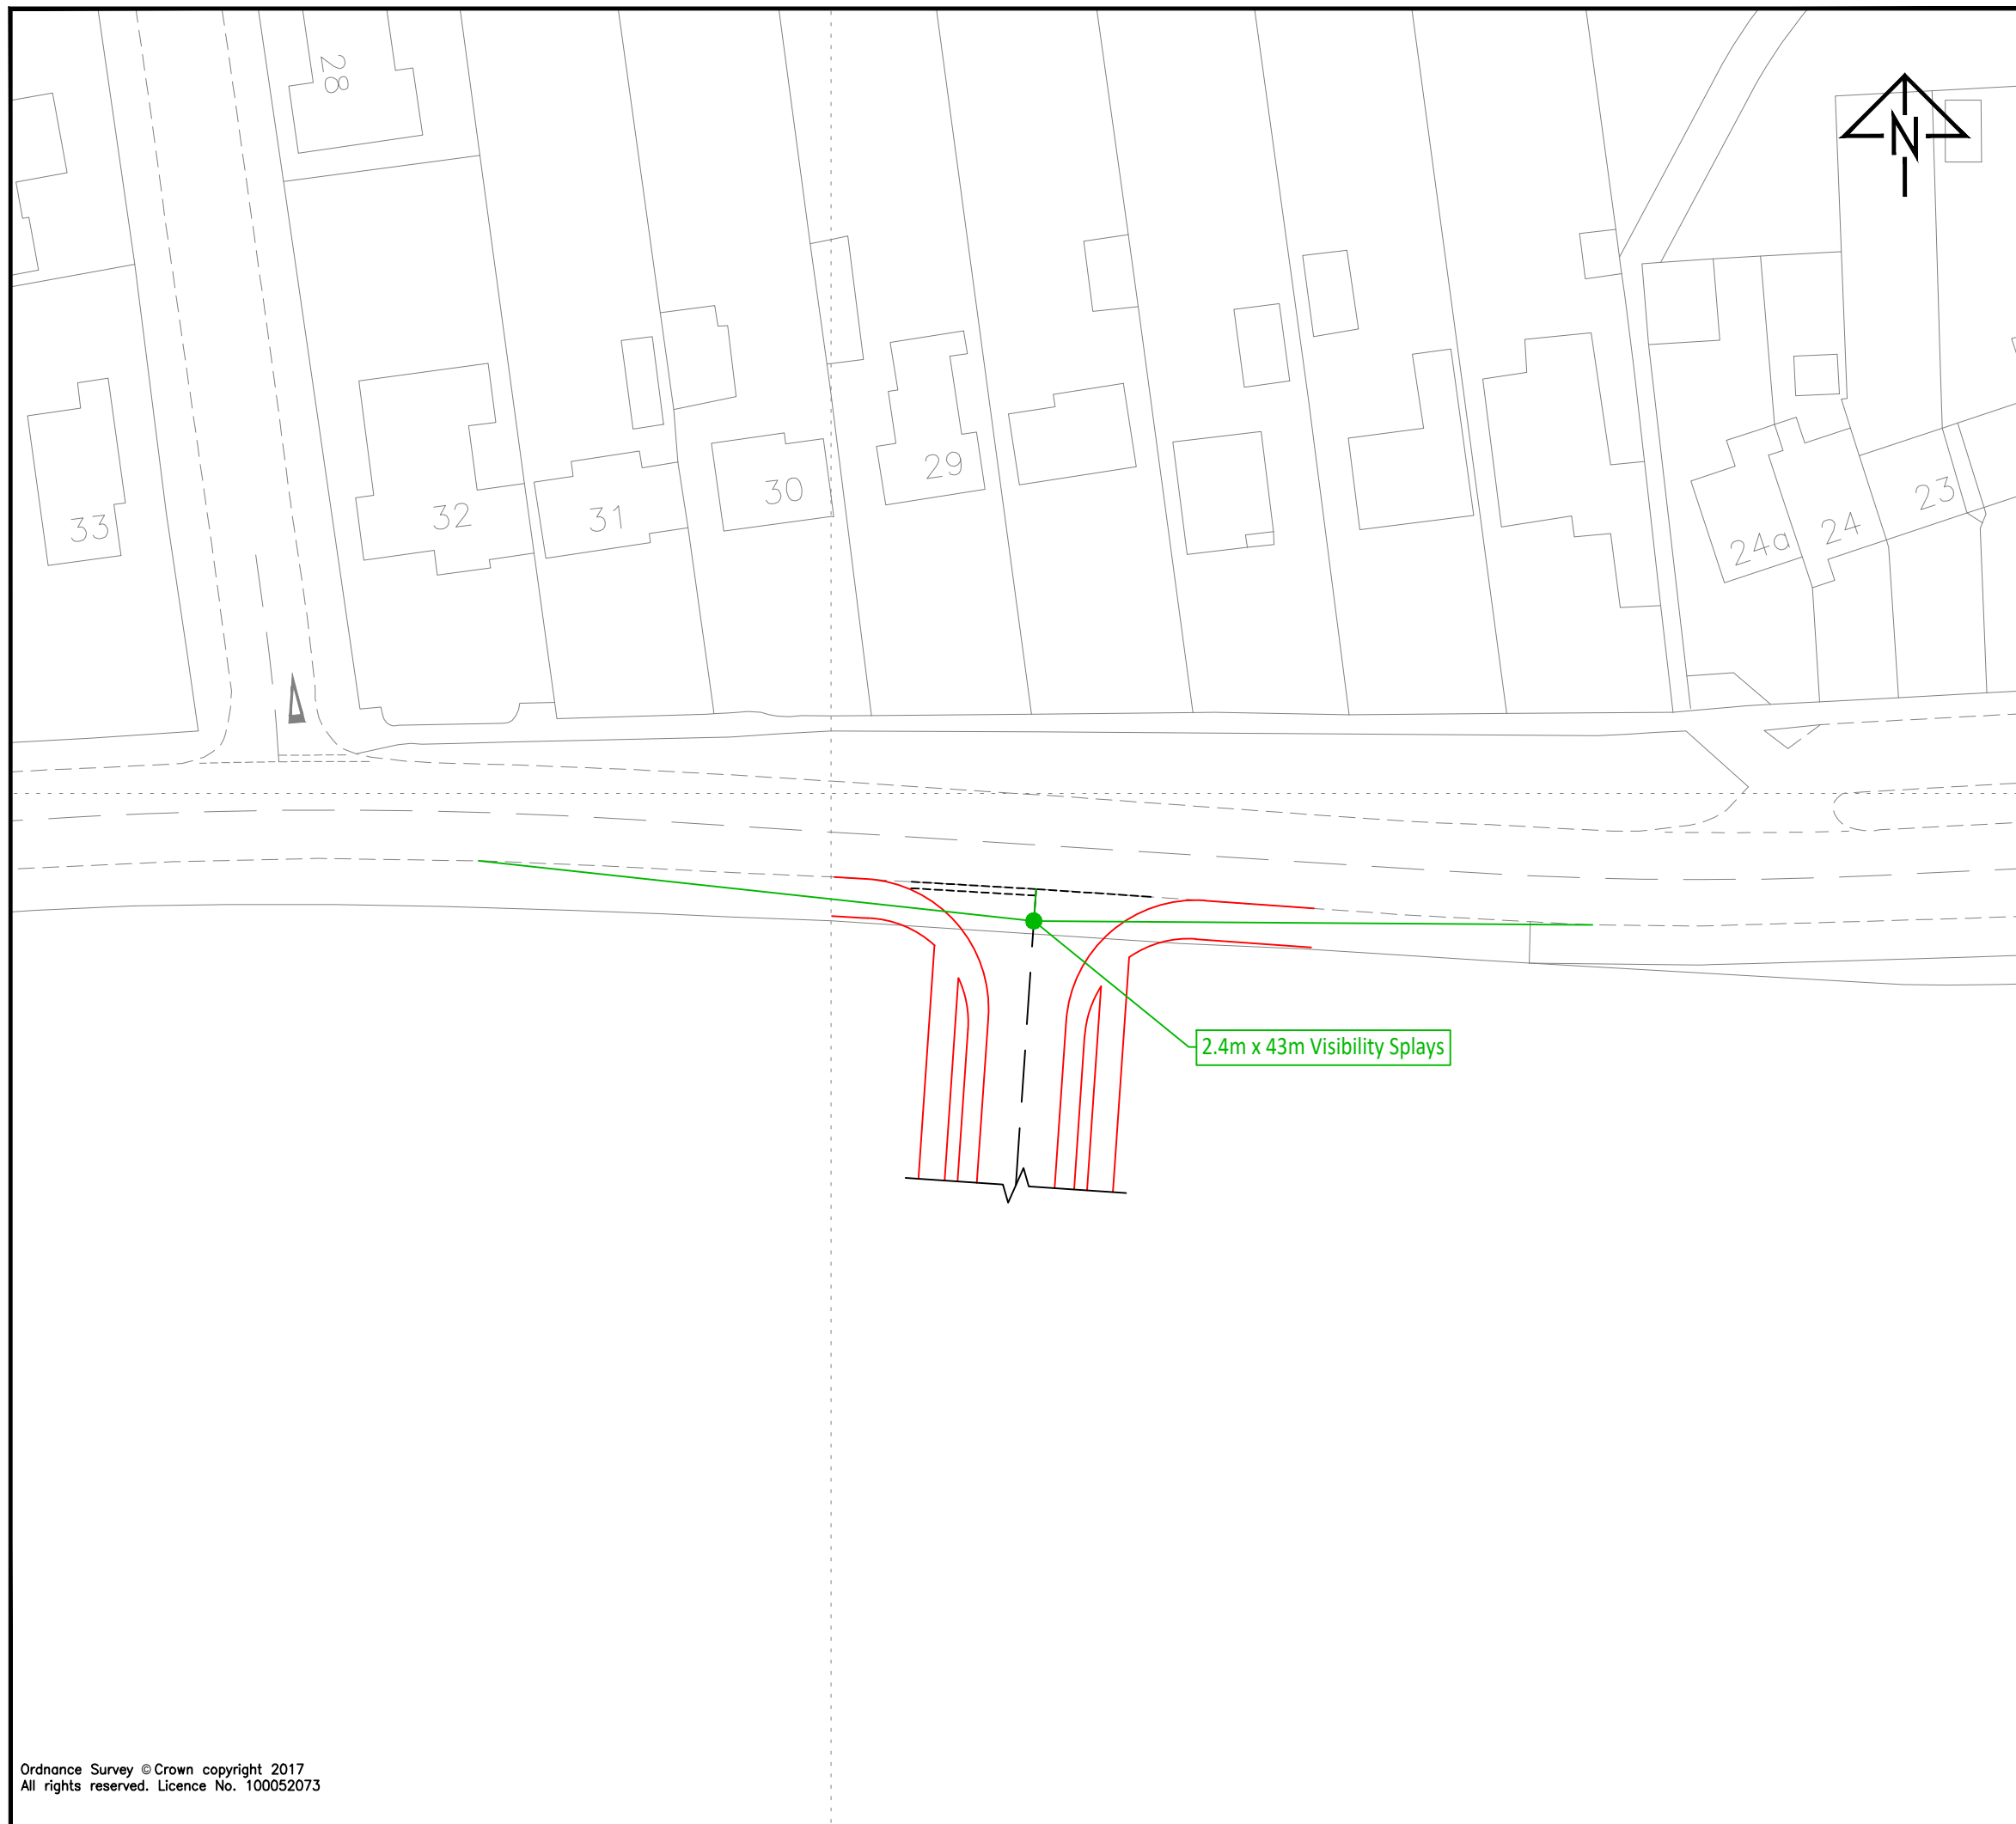 28
N
29
30
31
32
33
23
24
24a
2.4m x 43m Visibility Splays
Ordnance Survey © Crown copyright 2017
All rights reserved. Licence No. 100052073